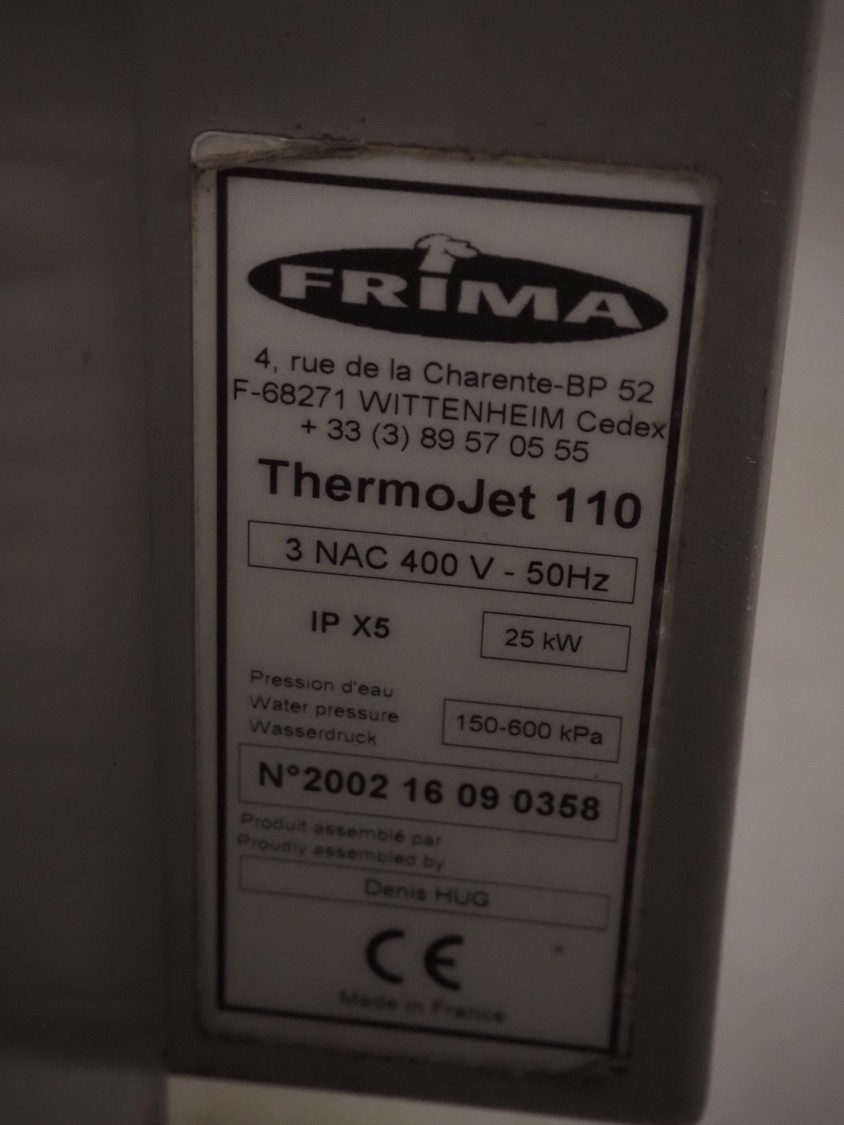 FRiMA
4, rue de la Charente-BP 52
F-68271 WITTENHEIM Cedex
+ 33 (3) 89 57 05 55
ThermoJet 110
3 NAC 400 V - 50Hz
IP X5
25 kW
Pression d'eau
Water pressure
Wasserdruck
150-600 kPa
N°2002 16 09 0358
Produit assemblé par
Proudly assembled by
Denis HUG
CE
Made in France